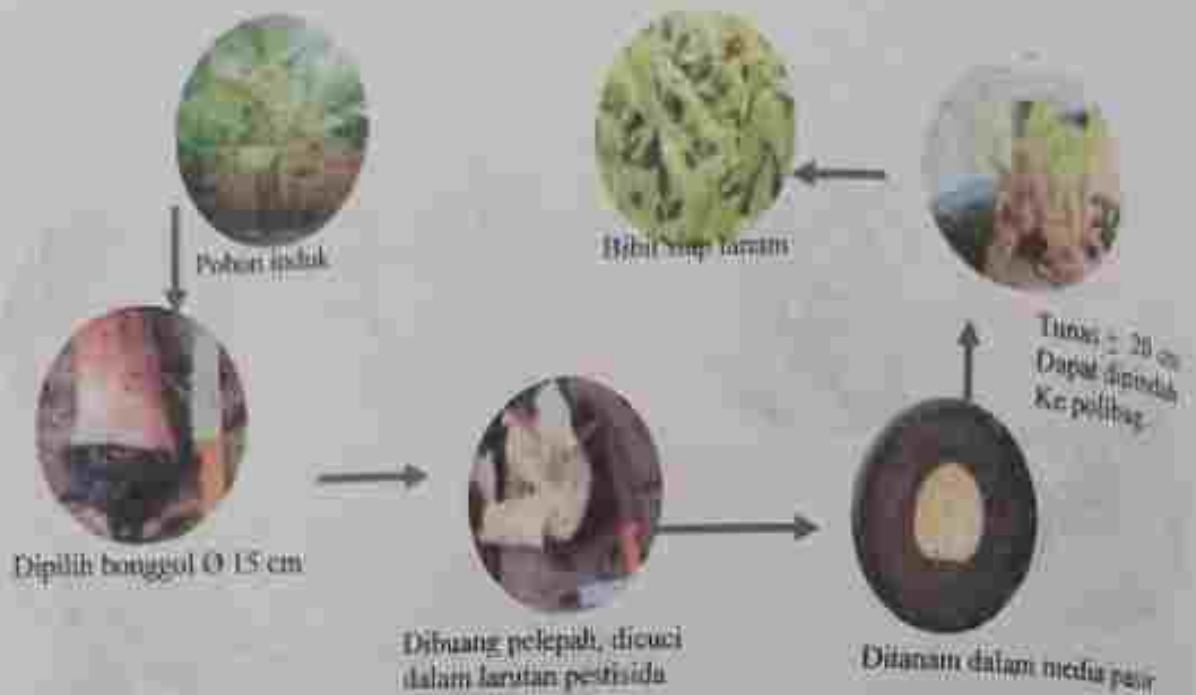 Pohon induk
Dipilih bonggol Ø 15 cm
Dibuang pelepah, dicuci
dalam larutan pestisida
Ditanam dalam media pasir
Tunas ± 20 cm
Dapat dipindah
Ke polibag
Bibit siap tanam